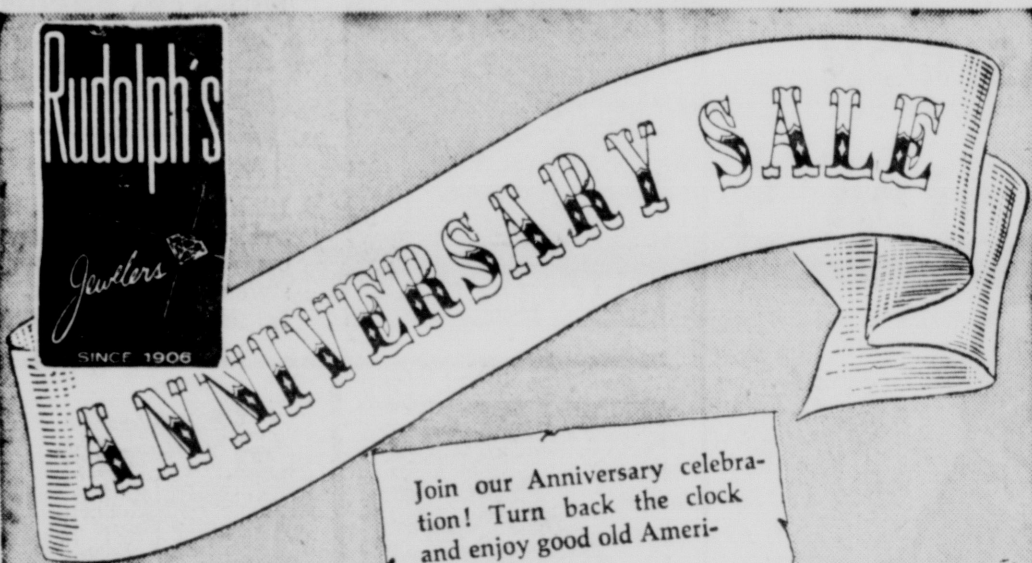 Rudolph's
Jewelers
SINCE 1906
ANNIVERSARY SALE
Join our Anniversary celebra-
tion! Turn back the clock
and enjoy good old Ameri-